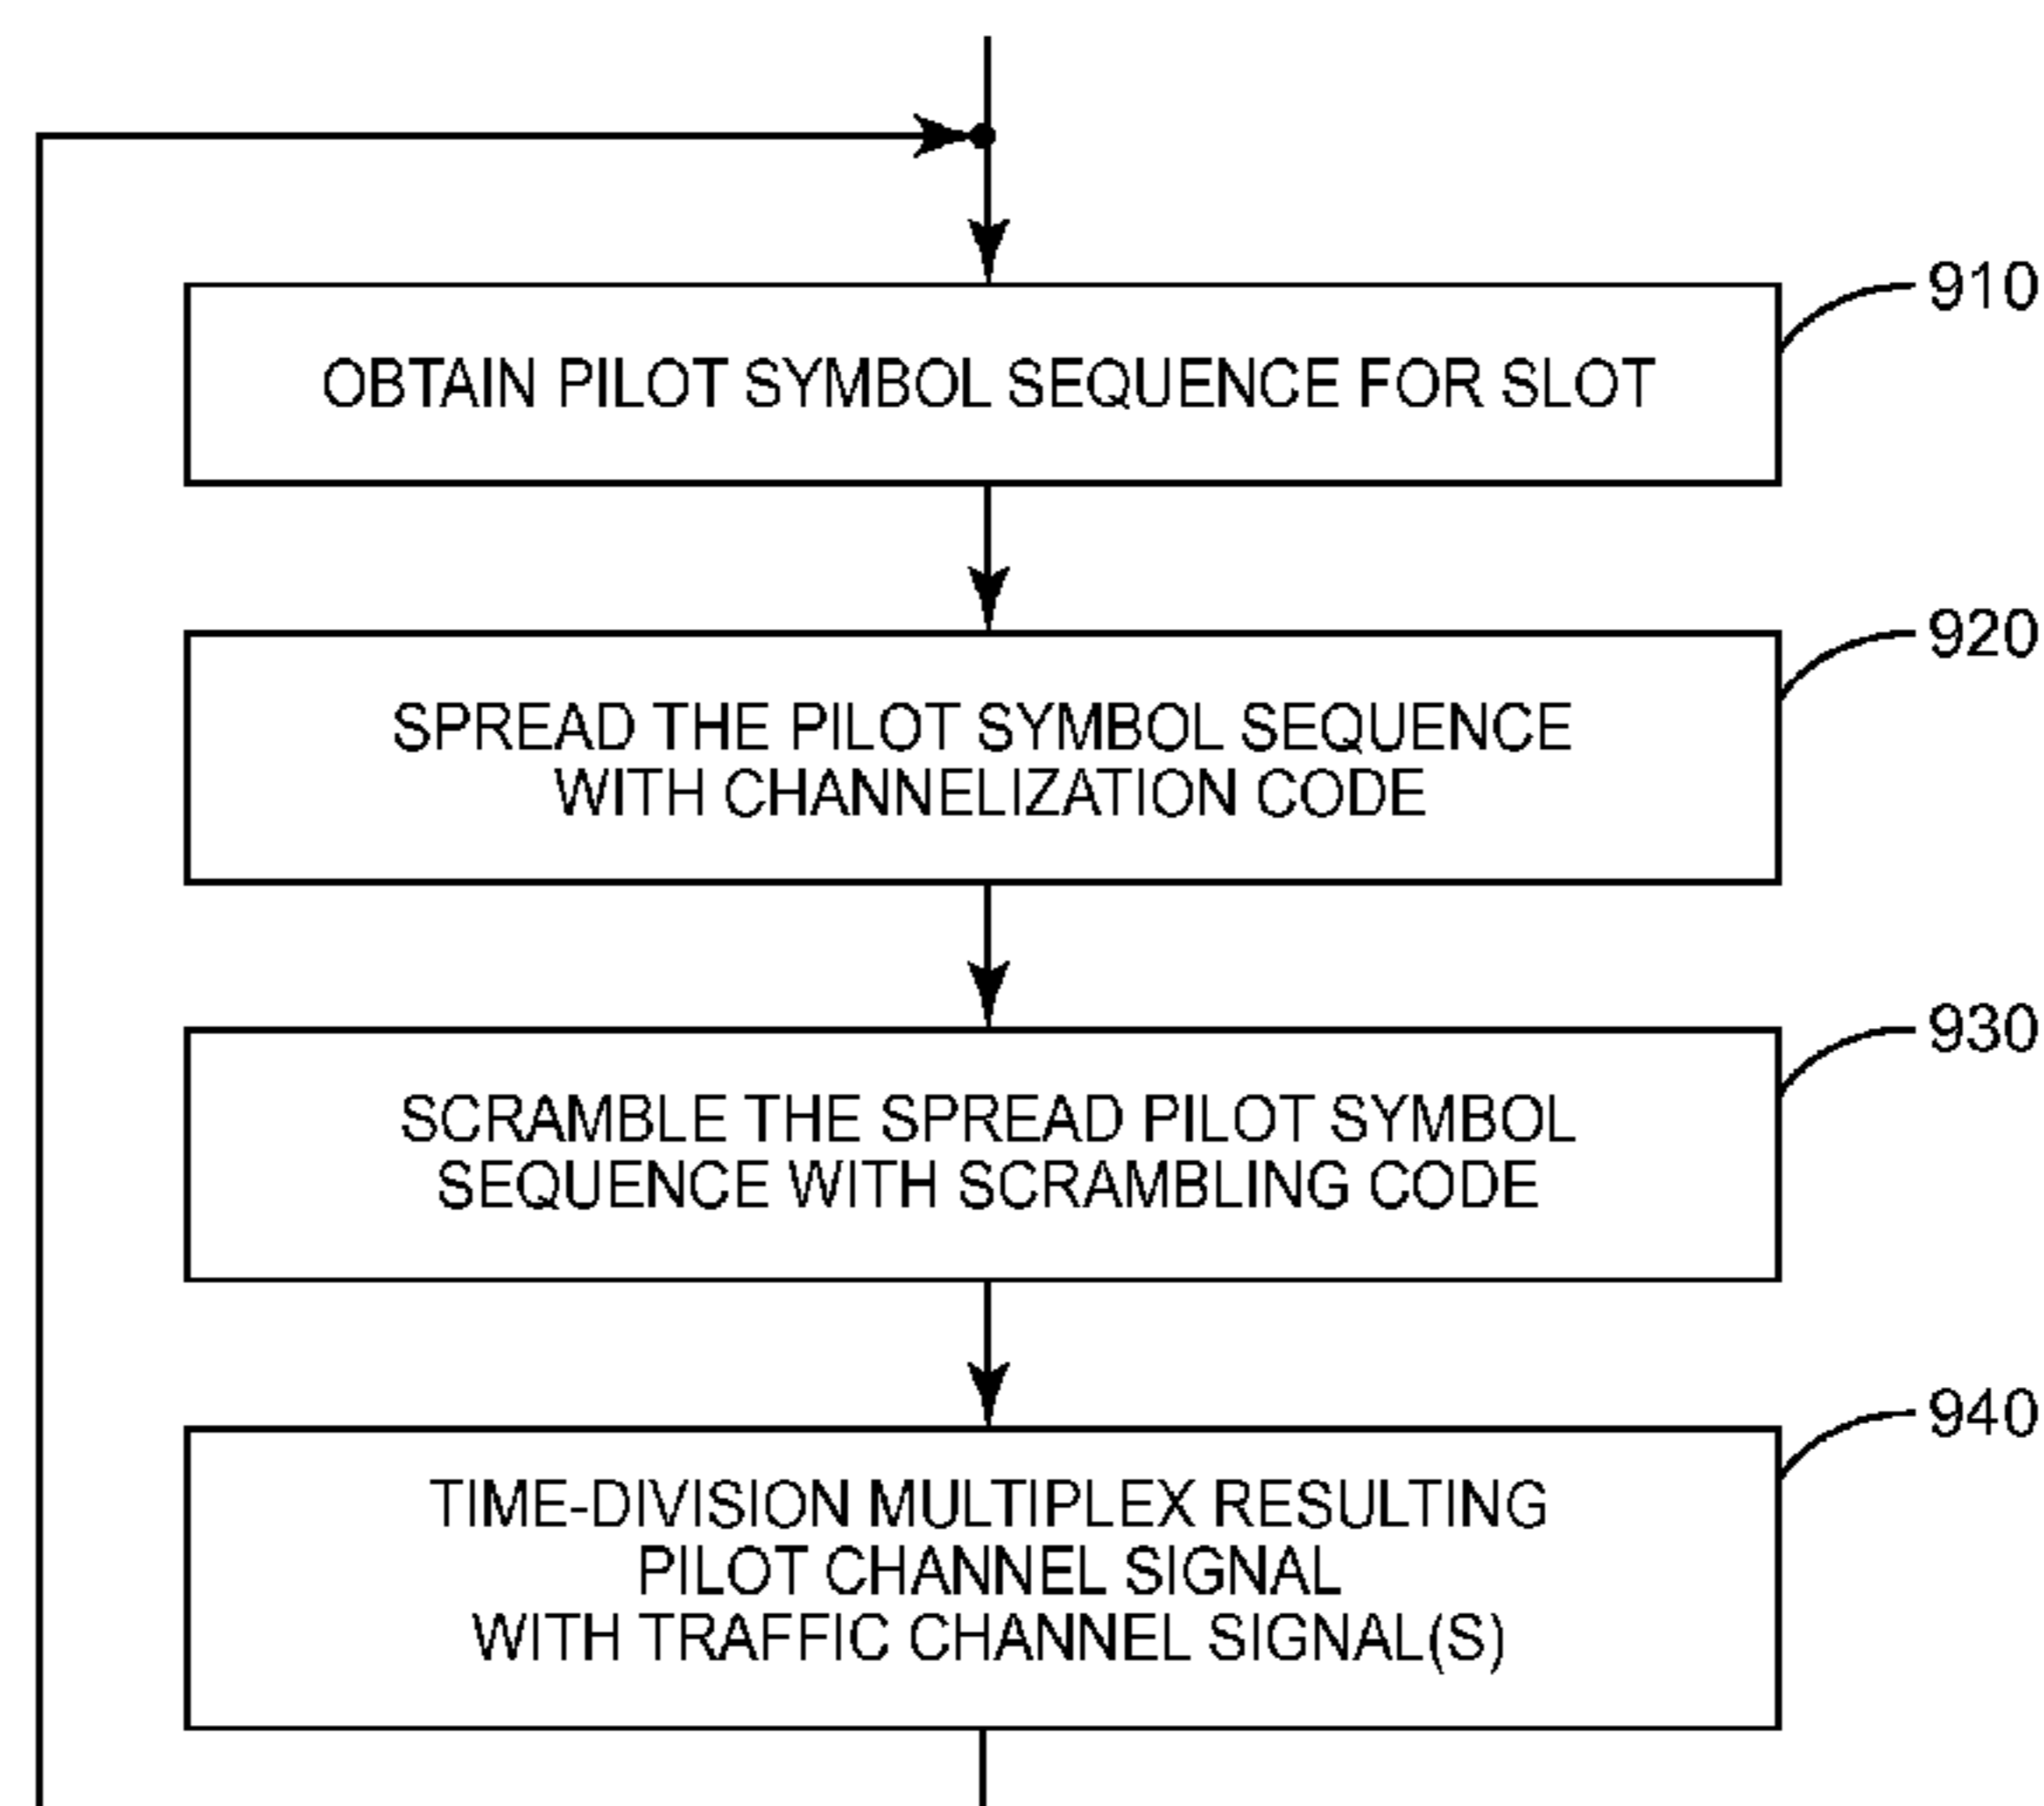 910
OBTAIN PILOT SYMBOL SEQUENCE FOR SLOT
920
SPREAD THE PILOT SYMBOL SEQUENCE
WITH CHANNELIZATION CODE
930
SCRAMBLE THE SPREAD PILOT SYMBOL
SEQUENCE WITH SCRAMBLING CODE
940
TIME-DIVISION MULTIPLEX RESULTING
PILOT CHANNEL SIGNAL
WITH TRAFFIC CHANNEL SIGNAL(S)